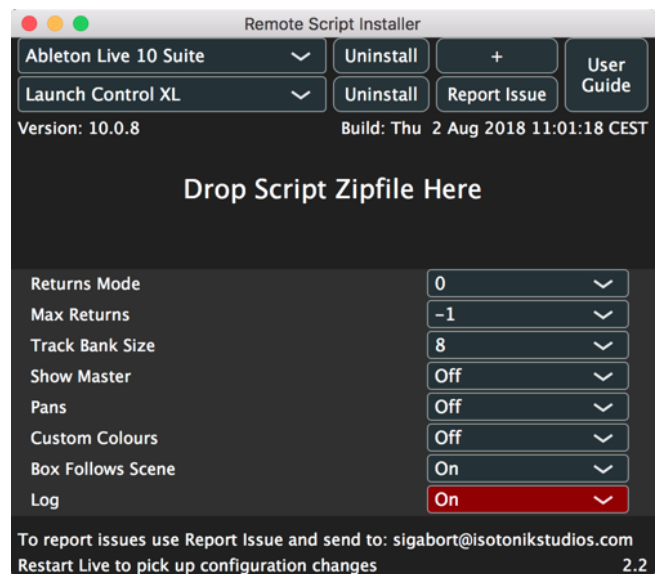 Remote Script Installer
Ableton Live 10 Suite Uninstall + User Guide
Launch Control XL Uninstall Report Issue
Version: 10.0.8 Build: Thu 2 Aug 2018 11:01:18 CEST
Drop Script Zipfile Here
Returns Mode 0
Max Returns -1
Track Bank Size 8
Show Master Off
Pans Off
Custom Colours Off
Box Follows Scene On
Log On
To report issues use Report Issue and send to: sigabort@isotonikstudios.com
Restart Live to pick up configuration changes 2.2